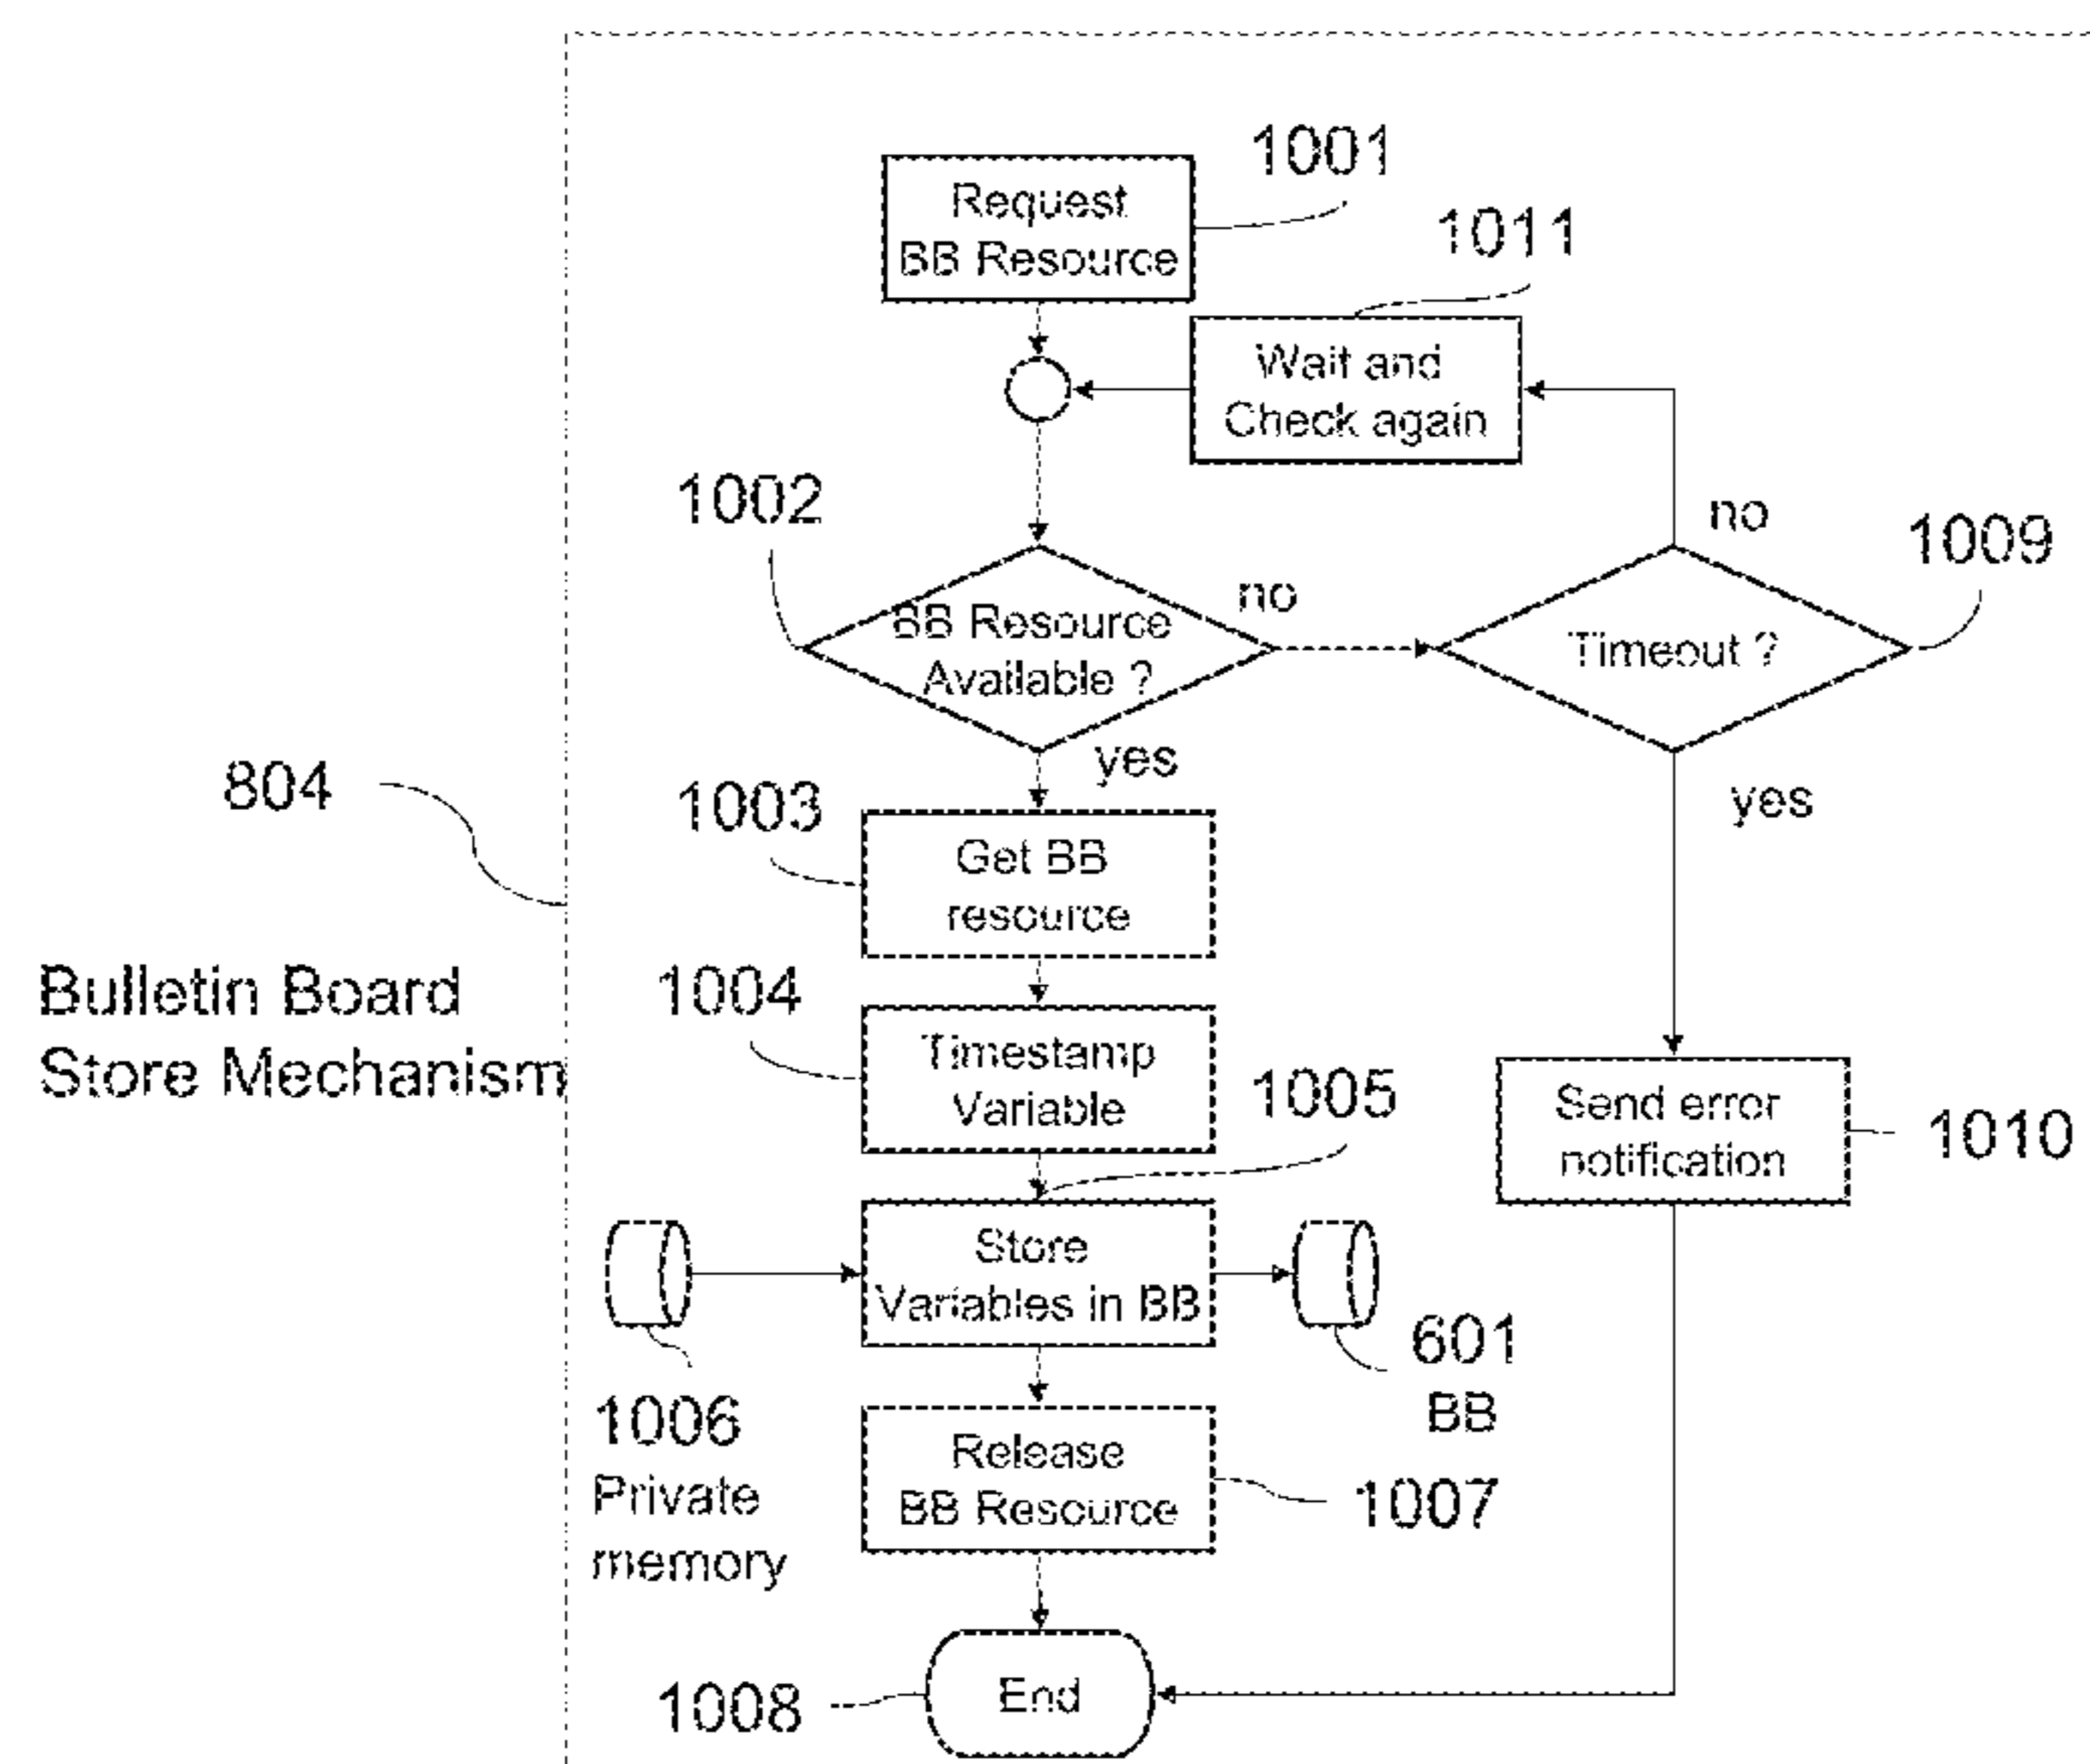 1001
Request
BB Resource
1011
Wait and
Check again
1002
no
1009
BB Resource
Available ?
no
Timeout ?
yes
yes
804
1003
Get BB
resource
Bulletin Board
Store Mechanism
1004
Timestamp
Variable
1005
Send error
notification
1010
Store
Variables in BB
601
BB
1006
Private
memory
Release
BB Resource
1007
1008
End